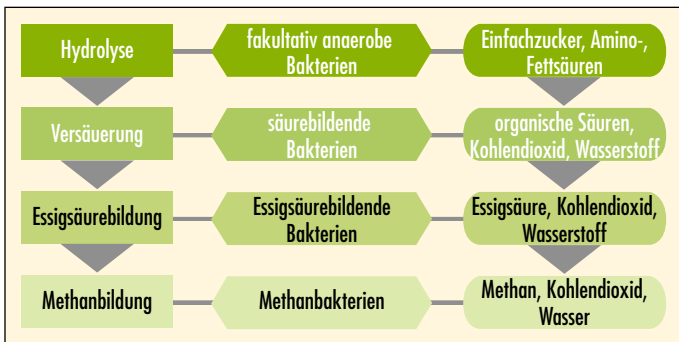 Hydrolyse
fakultativ anaerobe
Bakterien
Einfachzucker, Amino-,
Fettsäuren
Versäuerung
säurebildende
Bakterien
organische Säuren,
Kohlendioxid, Wasserstoff
Essigsäurebildung
Essigsäurebildende
Bakterien
Essigsäure, Kohlendioxid,
Wasserstoff
Methanbildung
Methanbakterien
Methan, Kohlendioxid,
Wasser